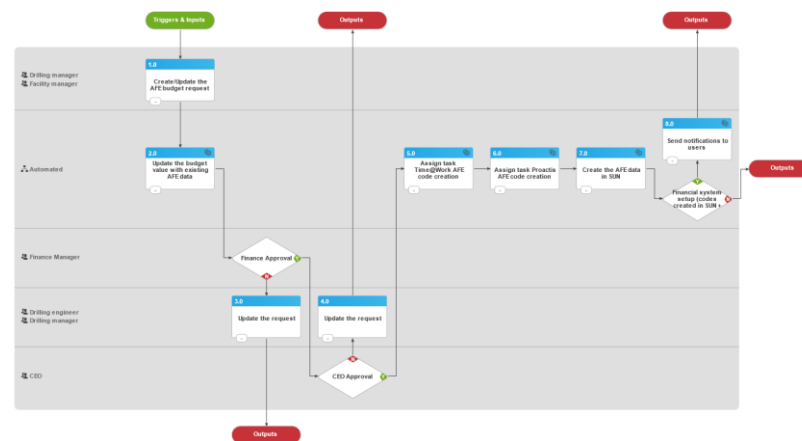 Triggers & Inputs
Outputs
Outputs
Drilling manager
Facility manager
1.0
Create/Update the
AFE budget request
Automated
2.0
Update the budget
value with existing
AFE data
5.0
Assign task
Time@Work AFE
code creation
6.0
Assign task Proactis
AFE code creation
7.0
Create the AFE data
in SUN
8.0
Send notifications to
users
Y
Financial system
setup (codes
created in SUN +
N
Outputs
Finance Manager
Finance Approval
Y
N
Drilling engineer
Drilling manager
3.0
Update the request
4.0
Update the request
CEO
N
CEO Approval
Y
Outputs